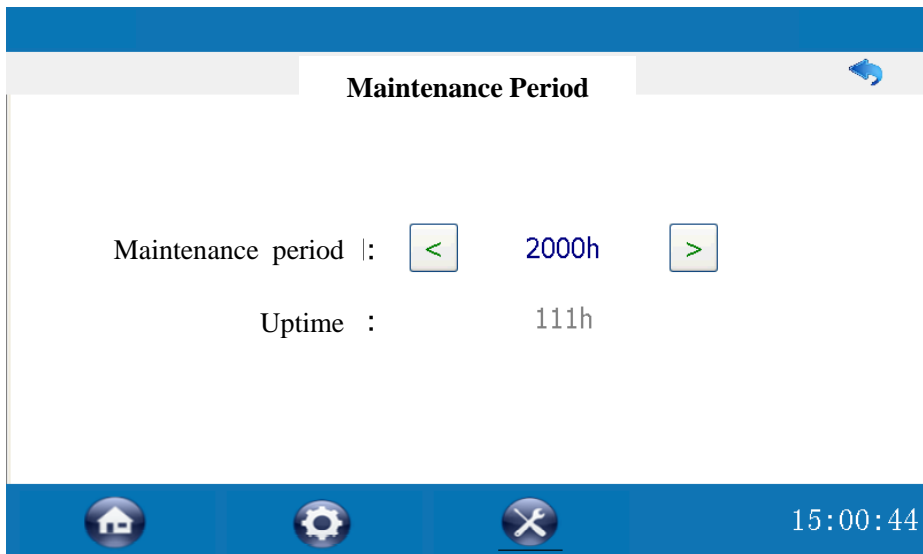 Maintenance Period
Maintenance period : < 2000h >
Uptime : 111h
15:00:44